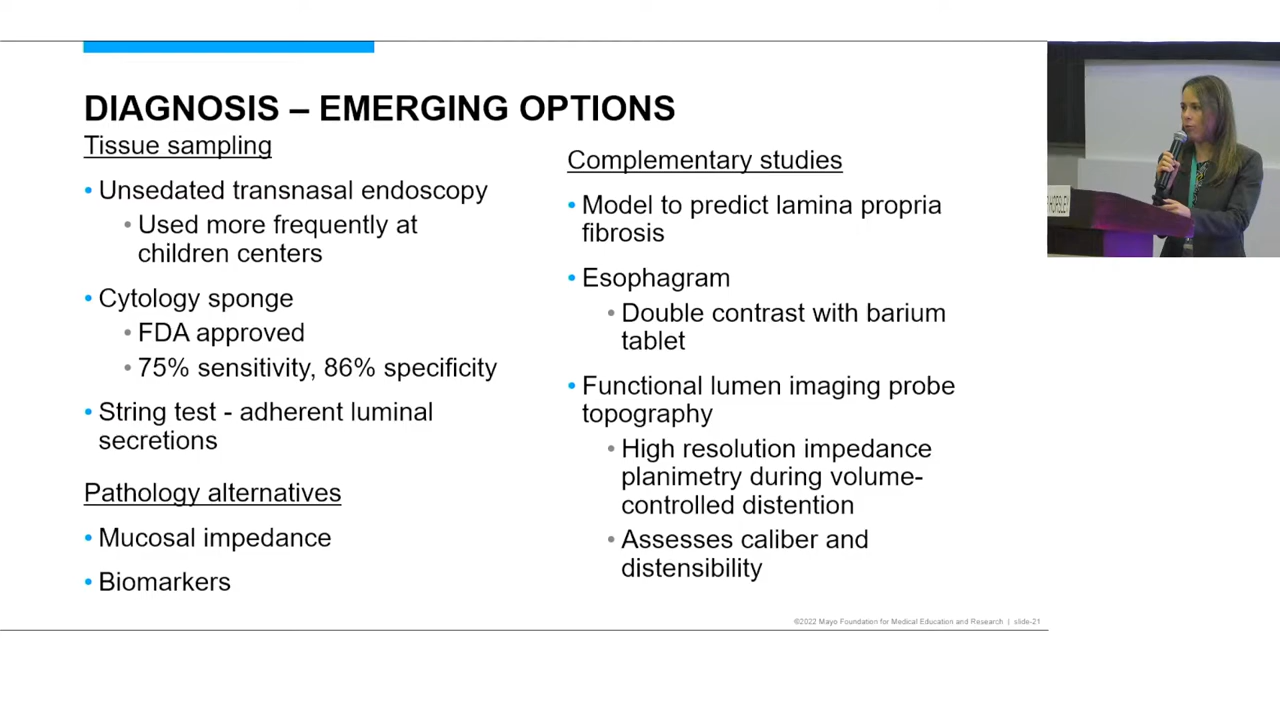 DIAGNOSIS – EMERGING OPTIONS
Tissue sampling
• Unsedated transnasal endoscopy
• Used more frequently at
children centers
• Cytology sponge
• FDA approved
• 75% sensitivity, 86% specificity
• String test - adherent luminal
secretions
Pathology alternatives
• Mucosal impedance
• Biomarkers
Complementary studies
• Model to predict lamina propria
fibrosis
• Esophagram
• Double contrast with barium
tablet
• Functional lumen imaging probe
topography
• High resolution impedance
planimetry during volume-
controlled distention
• Assesses caliber and
distensibility
©2022 Mayo Foundation for Medical Education and Research | slide-21